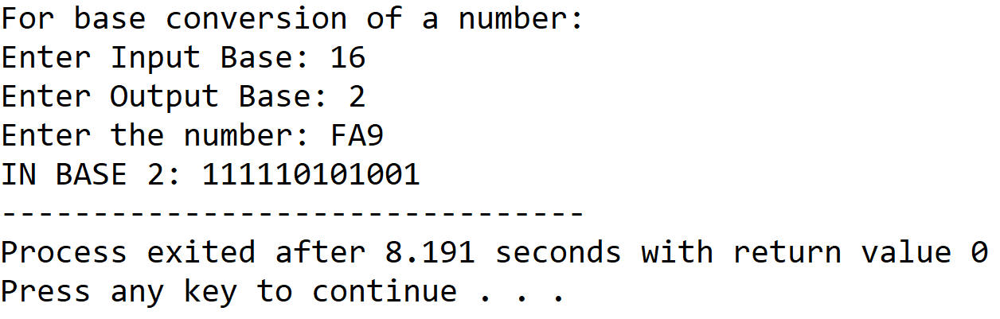 For base conversion of a number:
Enter Input Base: 16
Enter Output Base: 2
Enter the number: FA9
IN BASE 2: 111110101001
--------------------------------
Process exited after 8.191 seconds with return value 0
Press any key to continue . . .